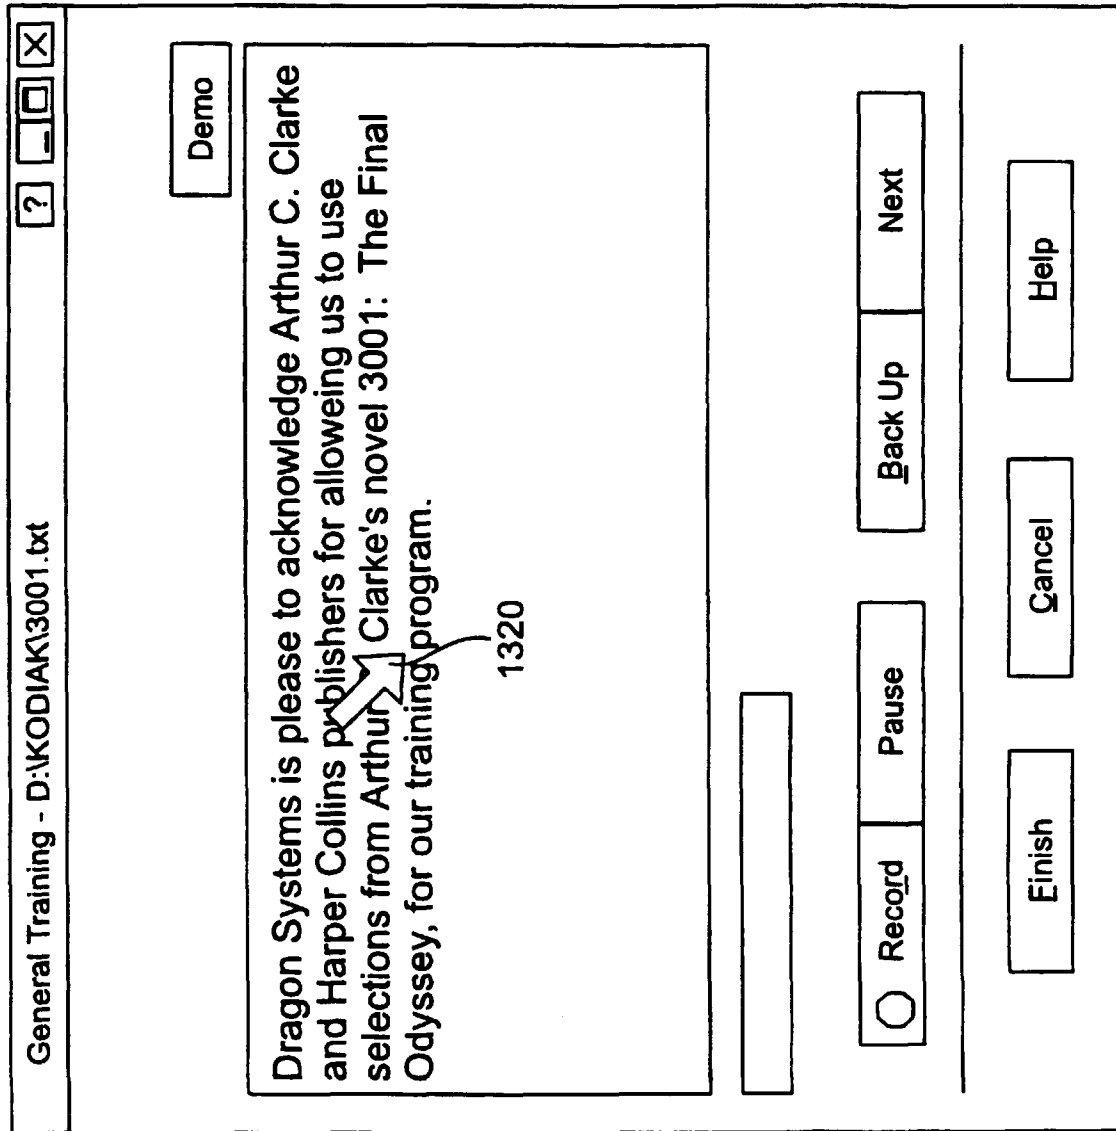 General Training - D:\KODIAK\3001.txt
?
Demo
Dragon Systems is please to acknowledge Arthur C. Clarke
and Harper Collins publishers for alloweing us to use
selections from Arthur Clarke's novel 3001: The Final
Odyssey, for our training program.
1320
Record Pause Back Up Next
Finish Cancel Help